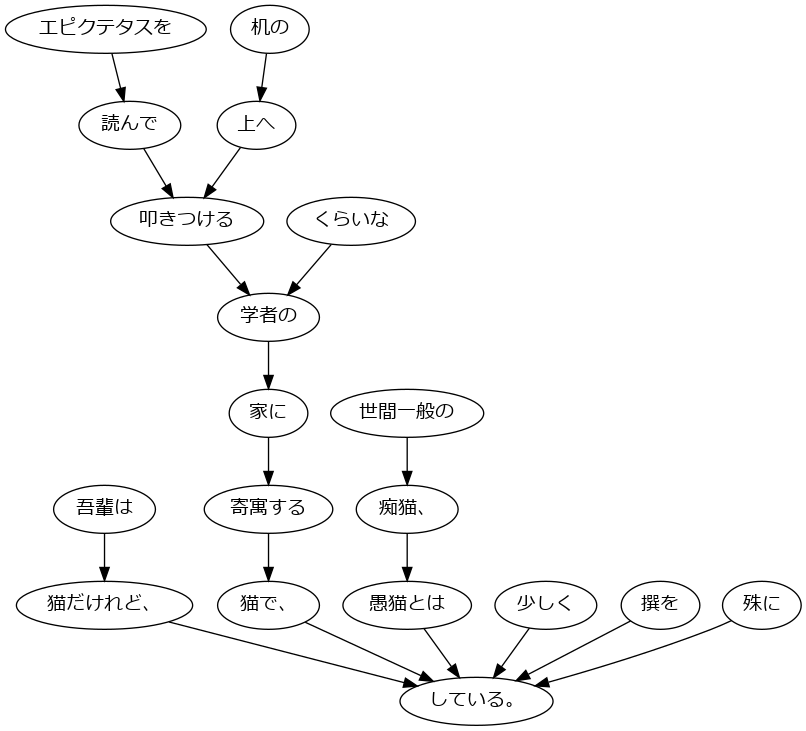 エピクテタスを 机の
読んで 上へ
叩きつける くらいな
学者の
家に 世間一般の
吾輩は 寄寓する 痴猫、
猫だけれど、 猫で、 愚猫とは 少しく 撰を 殊に
している。